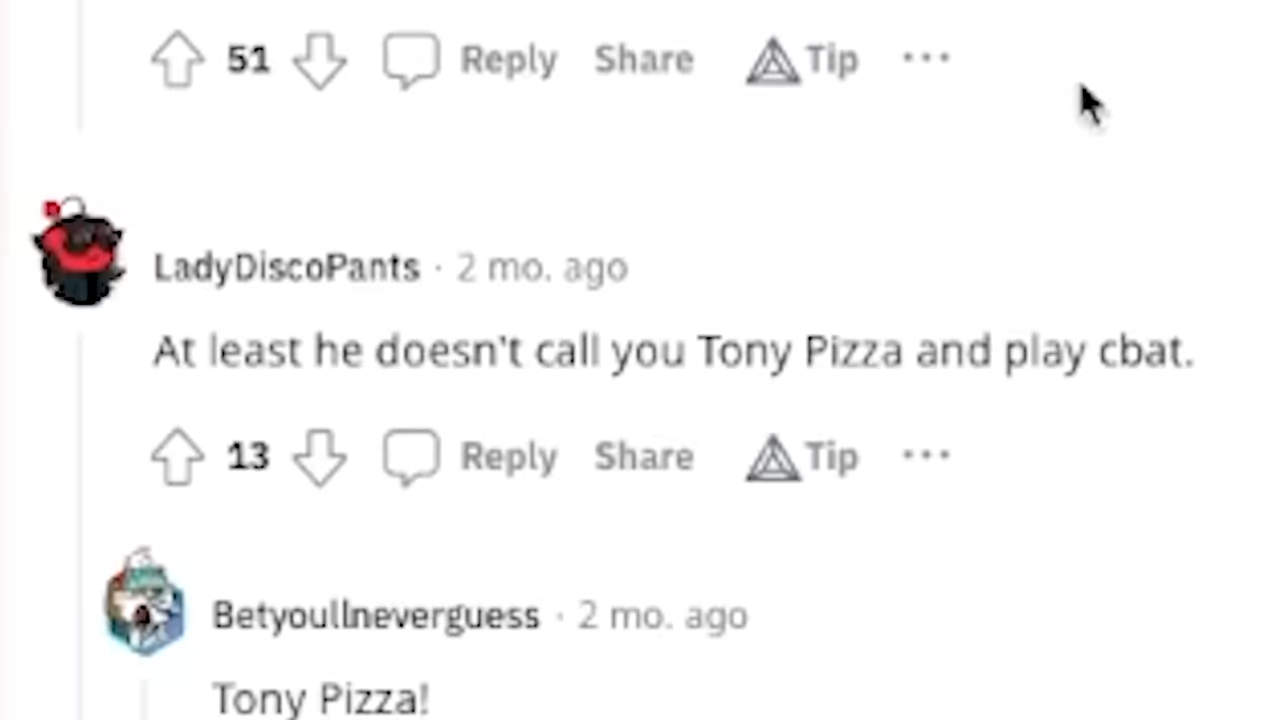 51 Reply Share Tip ...
LadyDiscoPants · 2 mo. ago
At least he doesn't call you Tony Pizza and play cbat.
13 Reply Share Tip ...
Betyoullneverguess · 2 mo. ago
Tony Pizza!